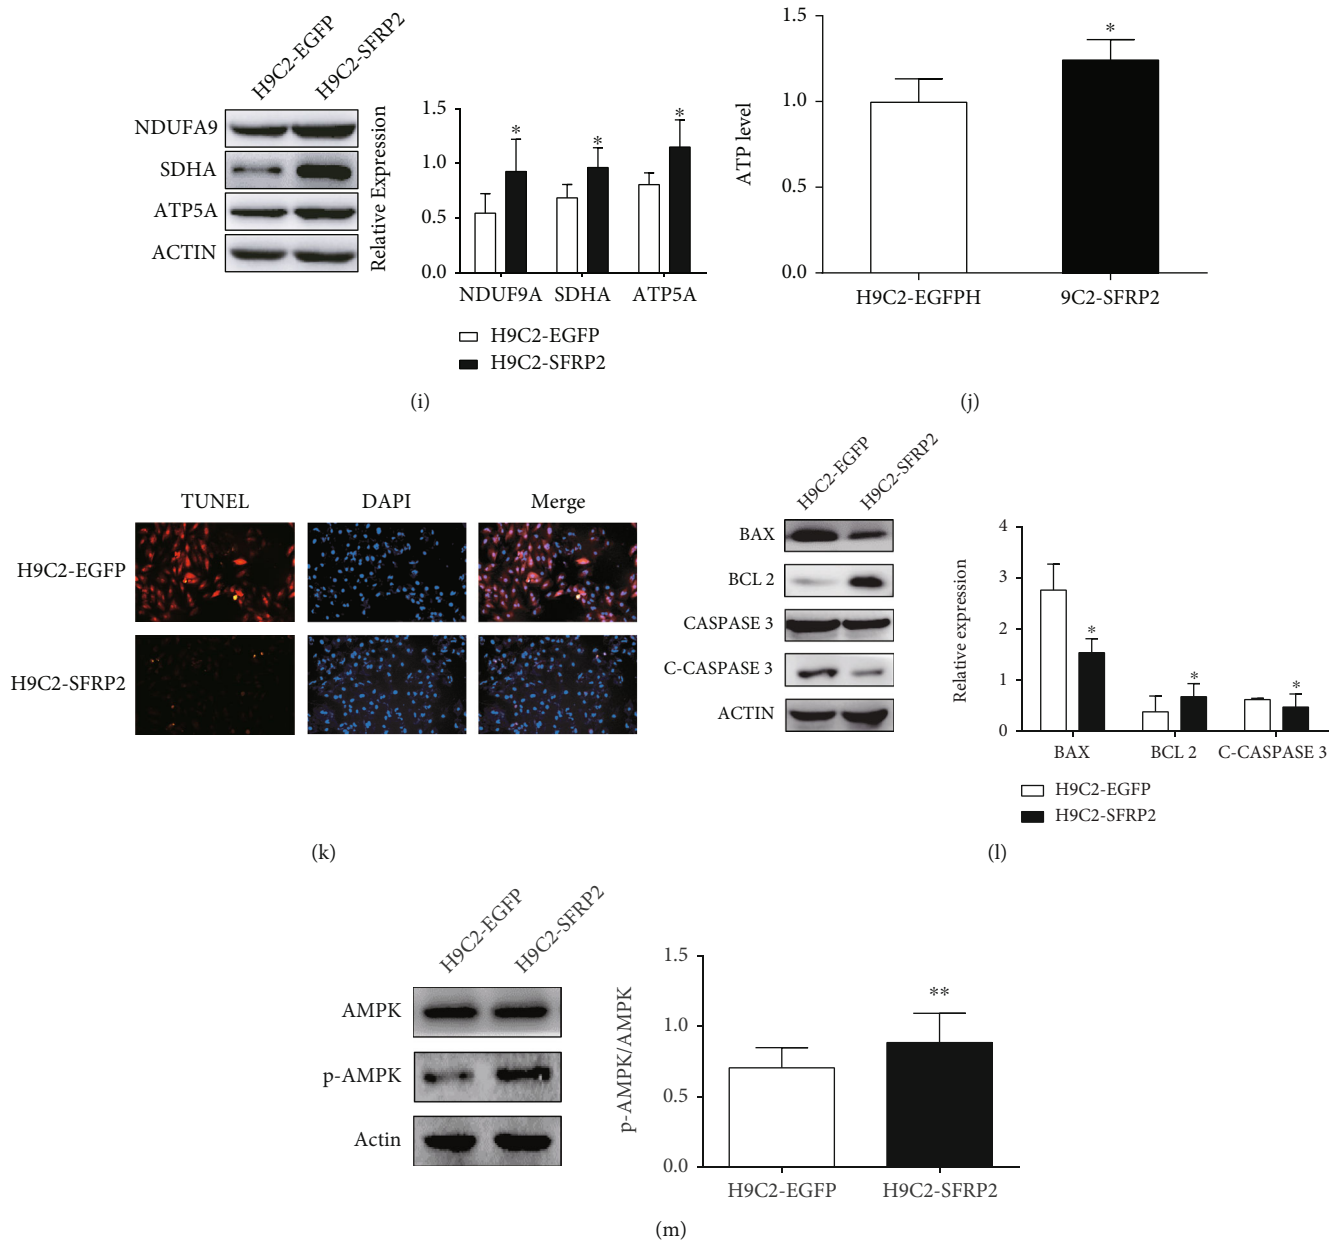 H9C2-EGFP
H9C2-SFRP2
NDUFA9
SDHA
ATP5A
ACTIN
Relative Expression
1.5
1.0
0.5
0.0
*
*
*
NDUF9A SDHA ATP5A
H9C2-EGFP
H9C2-SFRP2
(i)
ATP level
1.5
1.0
0.5
0.0
*
H9C2-EGFPH 9C2-SFRP2
(j)
TUNEL DAPI Merge
H9C2-EGFP
H9C2-SFRP2
(k)
H9C2-EGFP
H9C2-SFRP2
BAX
BCL 2
CASPASE 3
C-CASPASE 3
ACTIN
Relative expression
4
3
2
1
0
*
*
*
BAX BCL 2 C-CASPASE 3
H9C2-EGFP
H9C2-SFRP2
(l)
H9C2-EGFP
H9C2-SFRP2
AMPK
p-AMPK
Actin
p-AMPK/AMPK
1.5
1.0
0.5
0.0
**
H9C2-EGFP H9C2-SFRP2
(m)